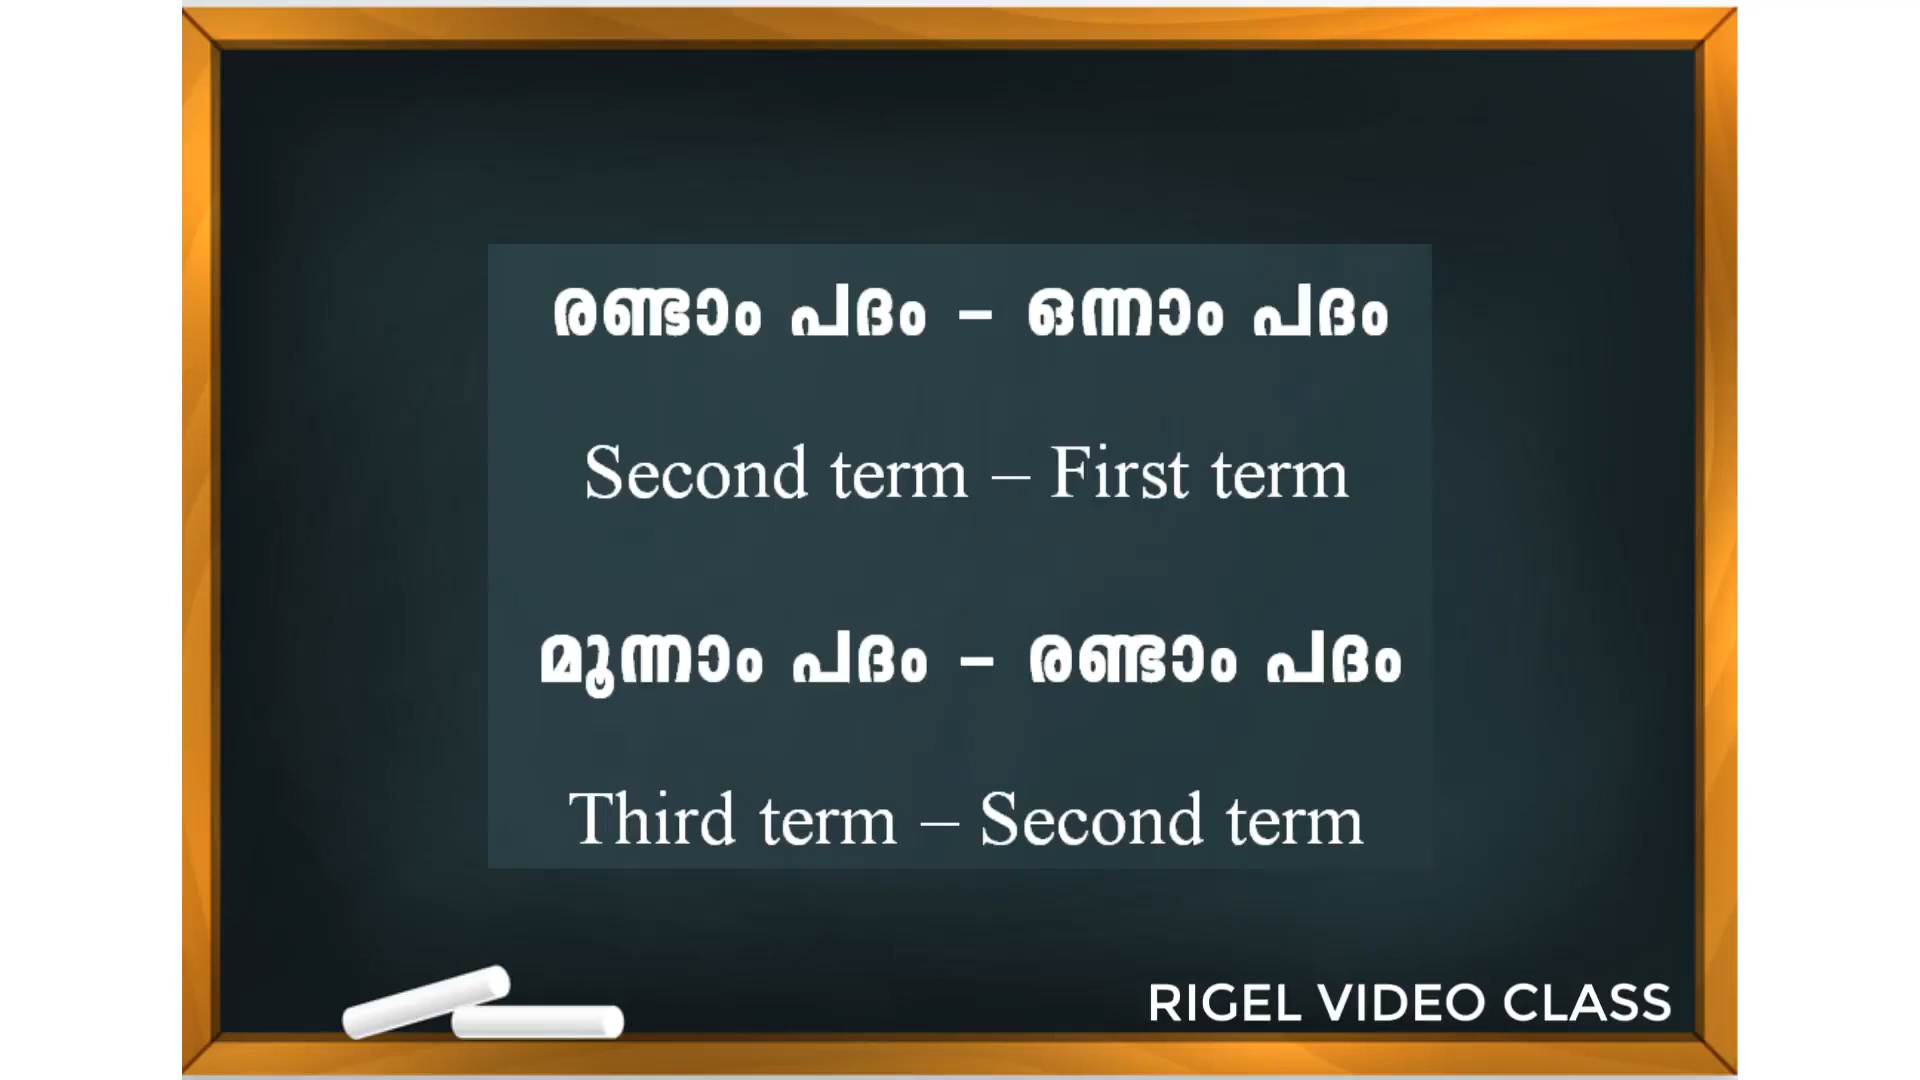 രണ്ടാം പദം – ഒന്നാം പദം
Second term – First term
മൂന്നാം പദം – രണ്ടാം പദം
Third term – Second term
RIGEL VIDEO CLASS